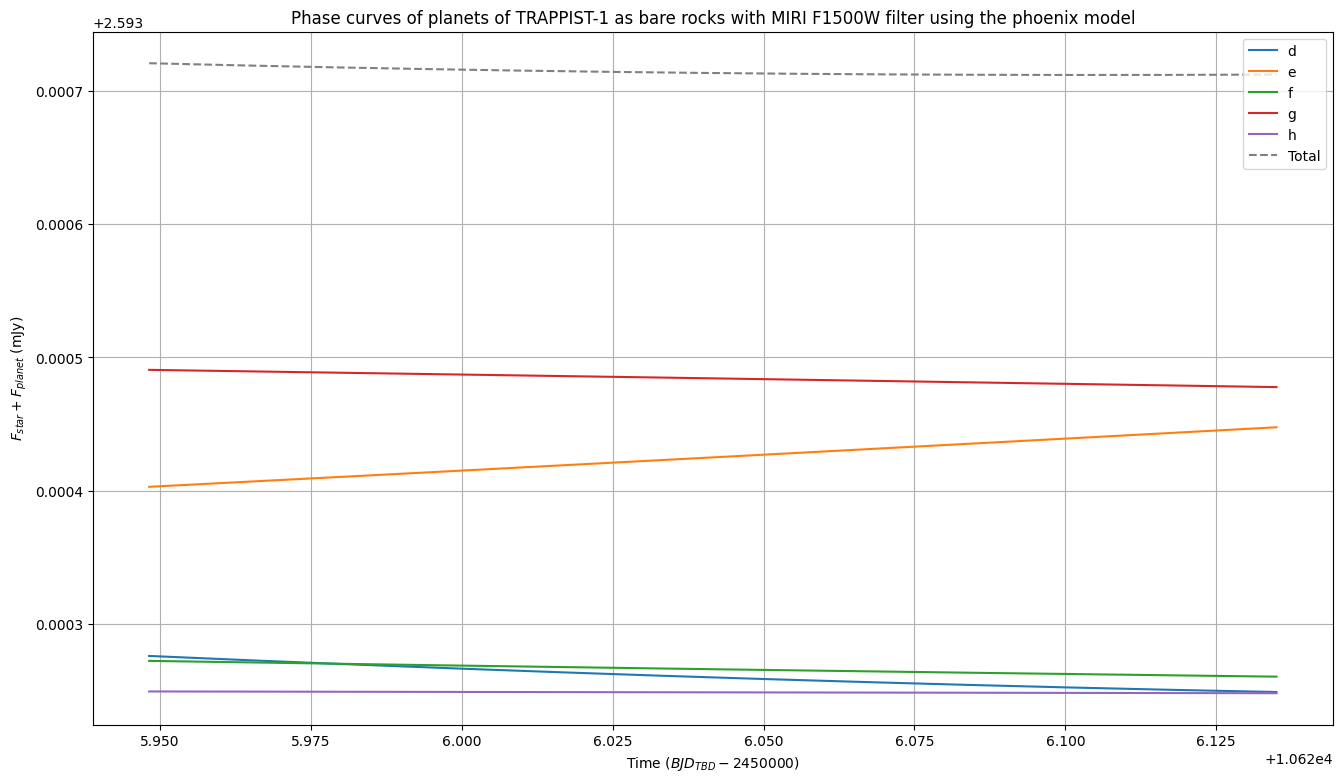 Phase curves of planets of TRAPPIST-1 as bare rocks with MIRI F1500W filter using the phoenix model
+2.593
0.0007
0.0006
0.0005
0.0004
0.0003
F_star + F_planet (mJy)
d
e
f
g
h
Total
5.950 5.975 6.000 6.025 6.050 6.075 6.100 6.125
Time (BJD_TBD − 2450000)
+1.062e4